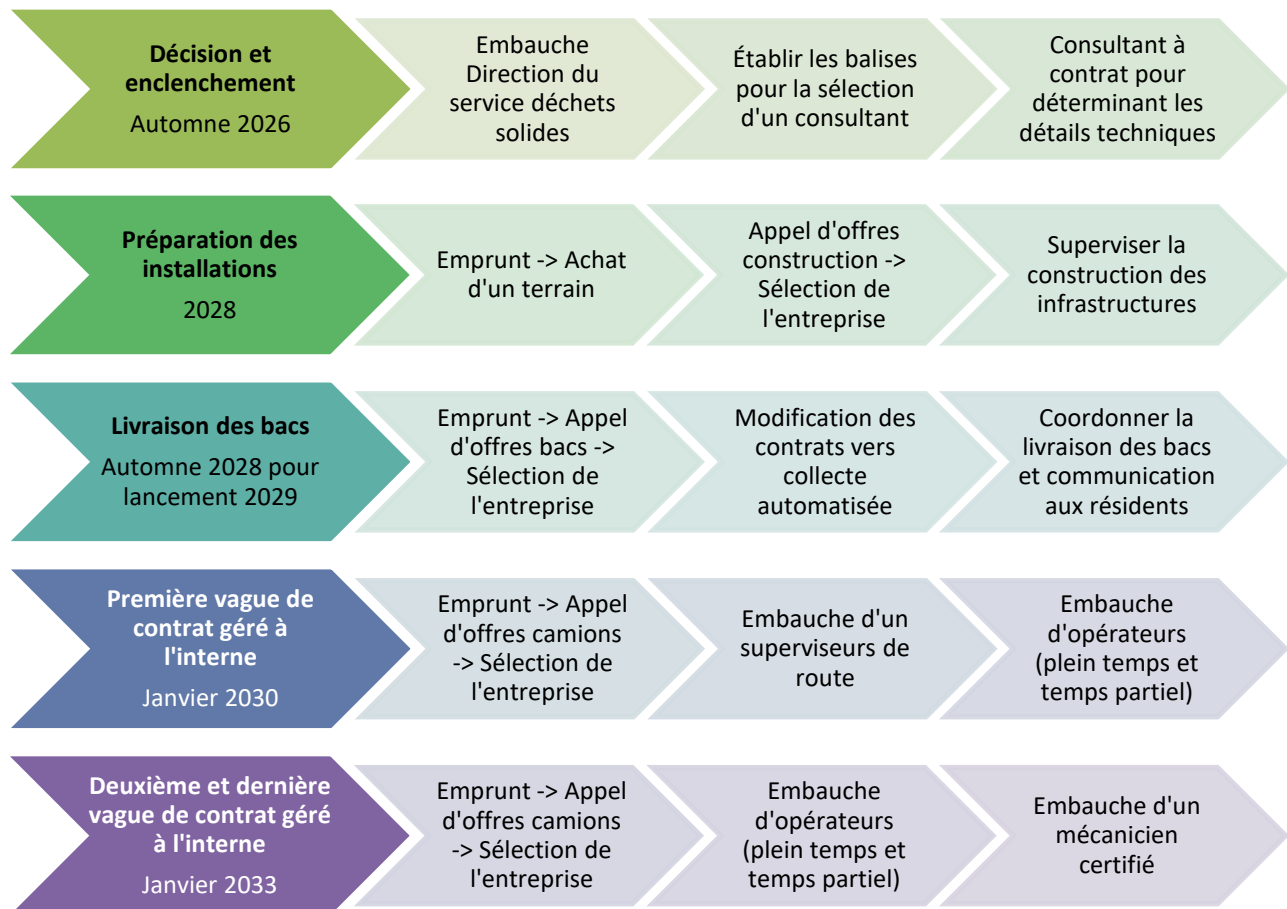 Décision et
enclenchement
Automne 2026
Embauche
Direction du
service déchets
solides
Établir les balises
pour la sélection
d'un consultant
Consultant à
contrat pour
déterminant les
détails techniques
Préparation des
installations
2028
Emprunt -> Achat
d'un terrain
Appel d'offres
construction ->
Sélection de
l'entreprise
Superviser la
construction des
infrastructures
Livraison des bacs
Automne 2028 pour
lancement 2029
Emprunt -> Appel
d'offres bacs ->
Sélection de
l'entreprise
Modification des
contrats vers
collecte
automatisée
Coordonner la
livraison des bacs
et communication
aux résidents
Première vague de
contrat géré à
l'interne
Janvier 2030
Emprunt -> Appel
d'offres camions
-> Sélection de
l'entreprise
Embauche d'un
superviseurs de
route
Embauche
d'opérateurs
(plein temps et
temps partiel)
Deuxième et dernière
vague de contrat géré
à l'interne
Janvier 2033
Emprunt -> Appel
d'offres camions
-> Sélection de
l'entreprise
Embauche
d'opérateurs
(plein temps et
temps partiel)
Embauche d'un
mécanicien
certifié